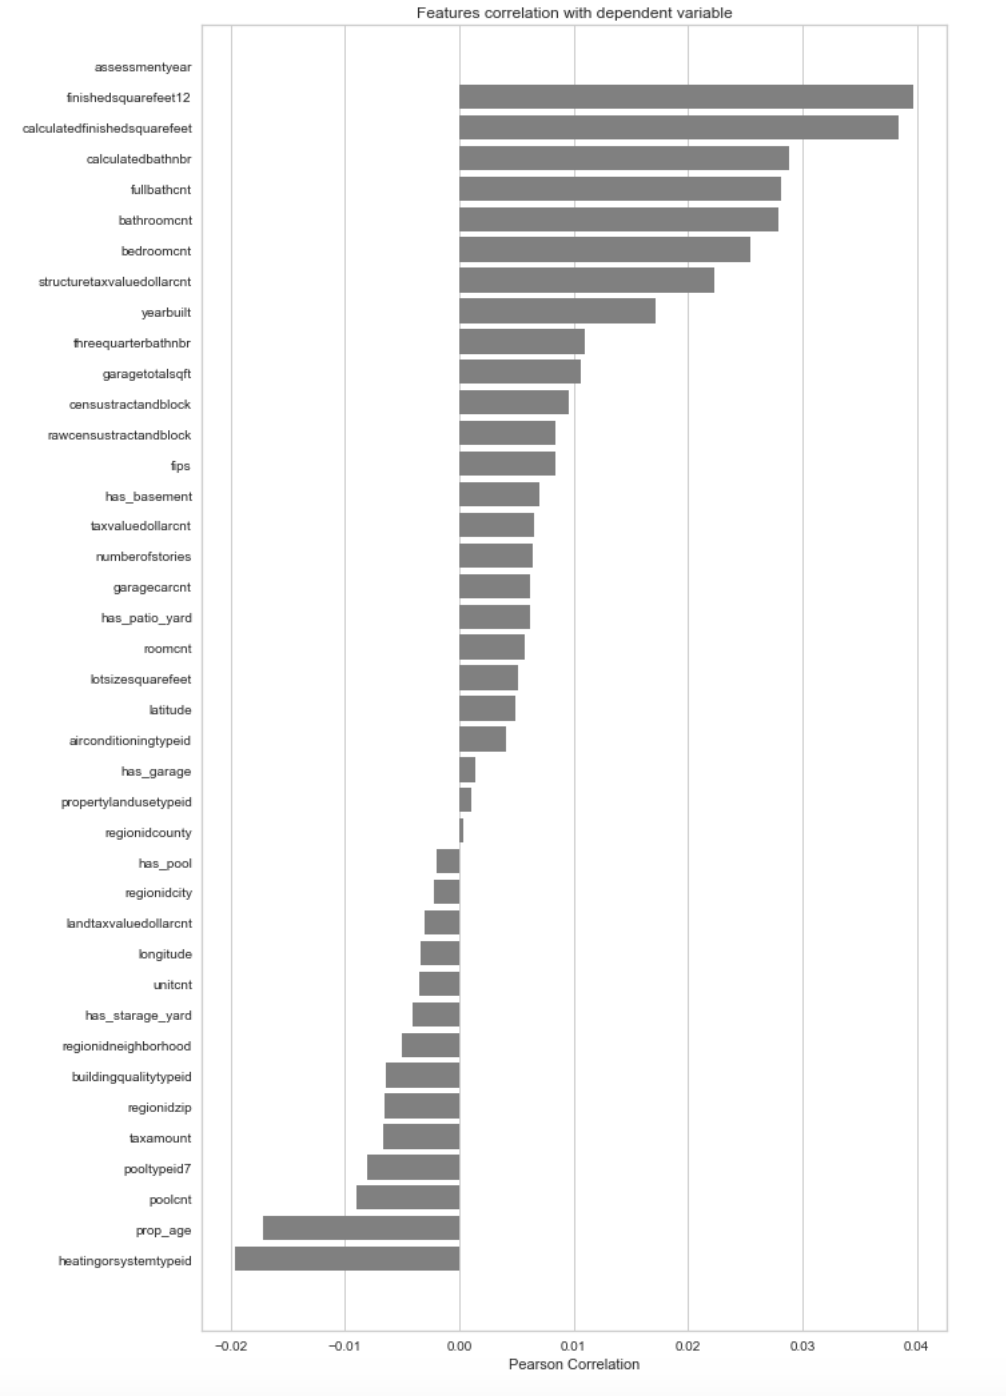 Features correlation with dependent variable
assessmentyear
finishedsquarefeet12
calculatedfinishedsquarefeet
calculatedbathnbr
fullbathcnt
bathroomcnt
bedroomcnt
structuretaxvaluedollarcnt
yearbuilt
threequarterbathnbr
garagetotalsqft
censustractandblock
rawcensustractandblock
fips
has_basement
taxvaluedollarcnt
numberofstories
garagecarcnt
has_patio_yard
roomcnt
lotsizesquarefeet
latitude
airconditioningtypeid
has_garage
propertylandusetypeid
regionidcounty
has_pool
regionidcity
landtaxvaluedollarcnt
longitude
unitcnt
has_starage_yard
regionidneighborhood
buildingqualitytypeid
regionidzip
taxamount
pooltypeid7
poolcnt
prop_age
heatingorsystemtypeid
−0.02 −0.01 0.00 0.01 0.02 0.03 0.04
Pearson Correlation